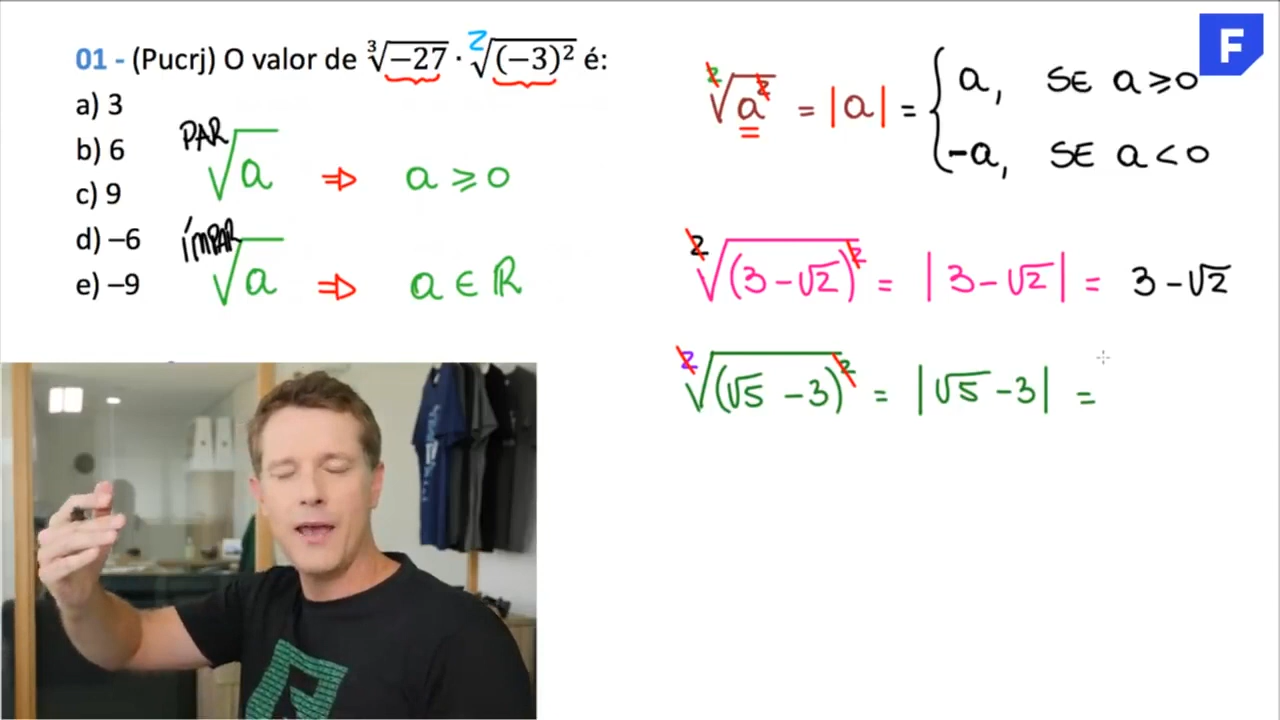 01 - (Pucrj) O valor de ∛−27 · ²√(−3)² é:
a) 3
b) 6
c) 9
d) −6
e) −9
PAR√a ⇒ a ≥ 0
ÍMPAR√a ⇒ a ∈ ℝ
F
²√a² = |a| = { a, SE a ≥ 0
−a, SE a < 0
²√(3 − √2)² = |3 − √2| = 3 − √2
²√(√5 − 3)² = |√5 − 3| =